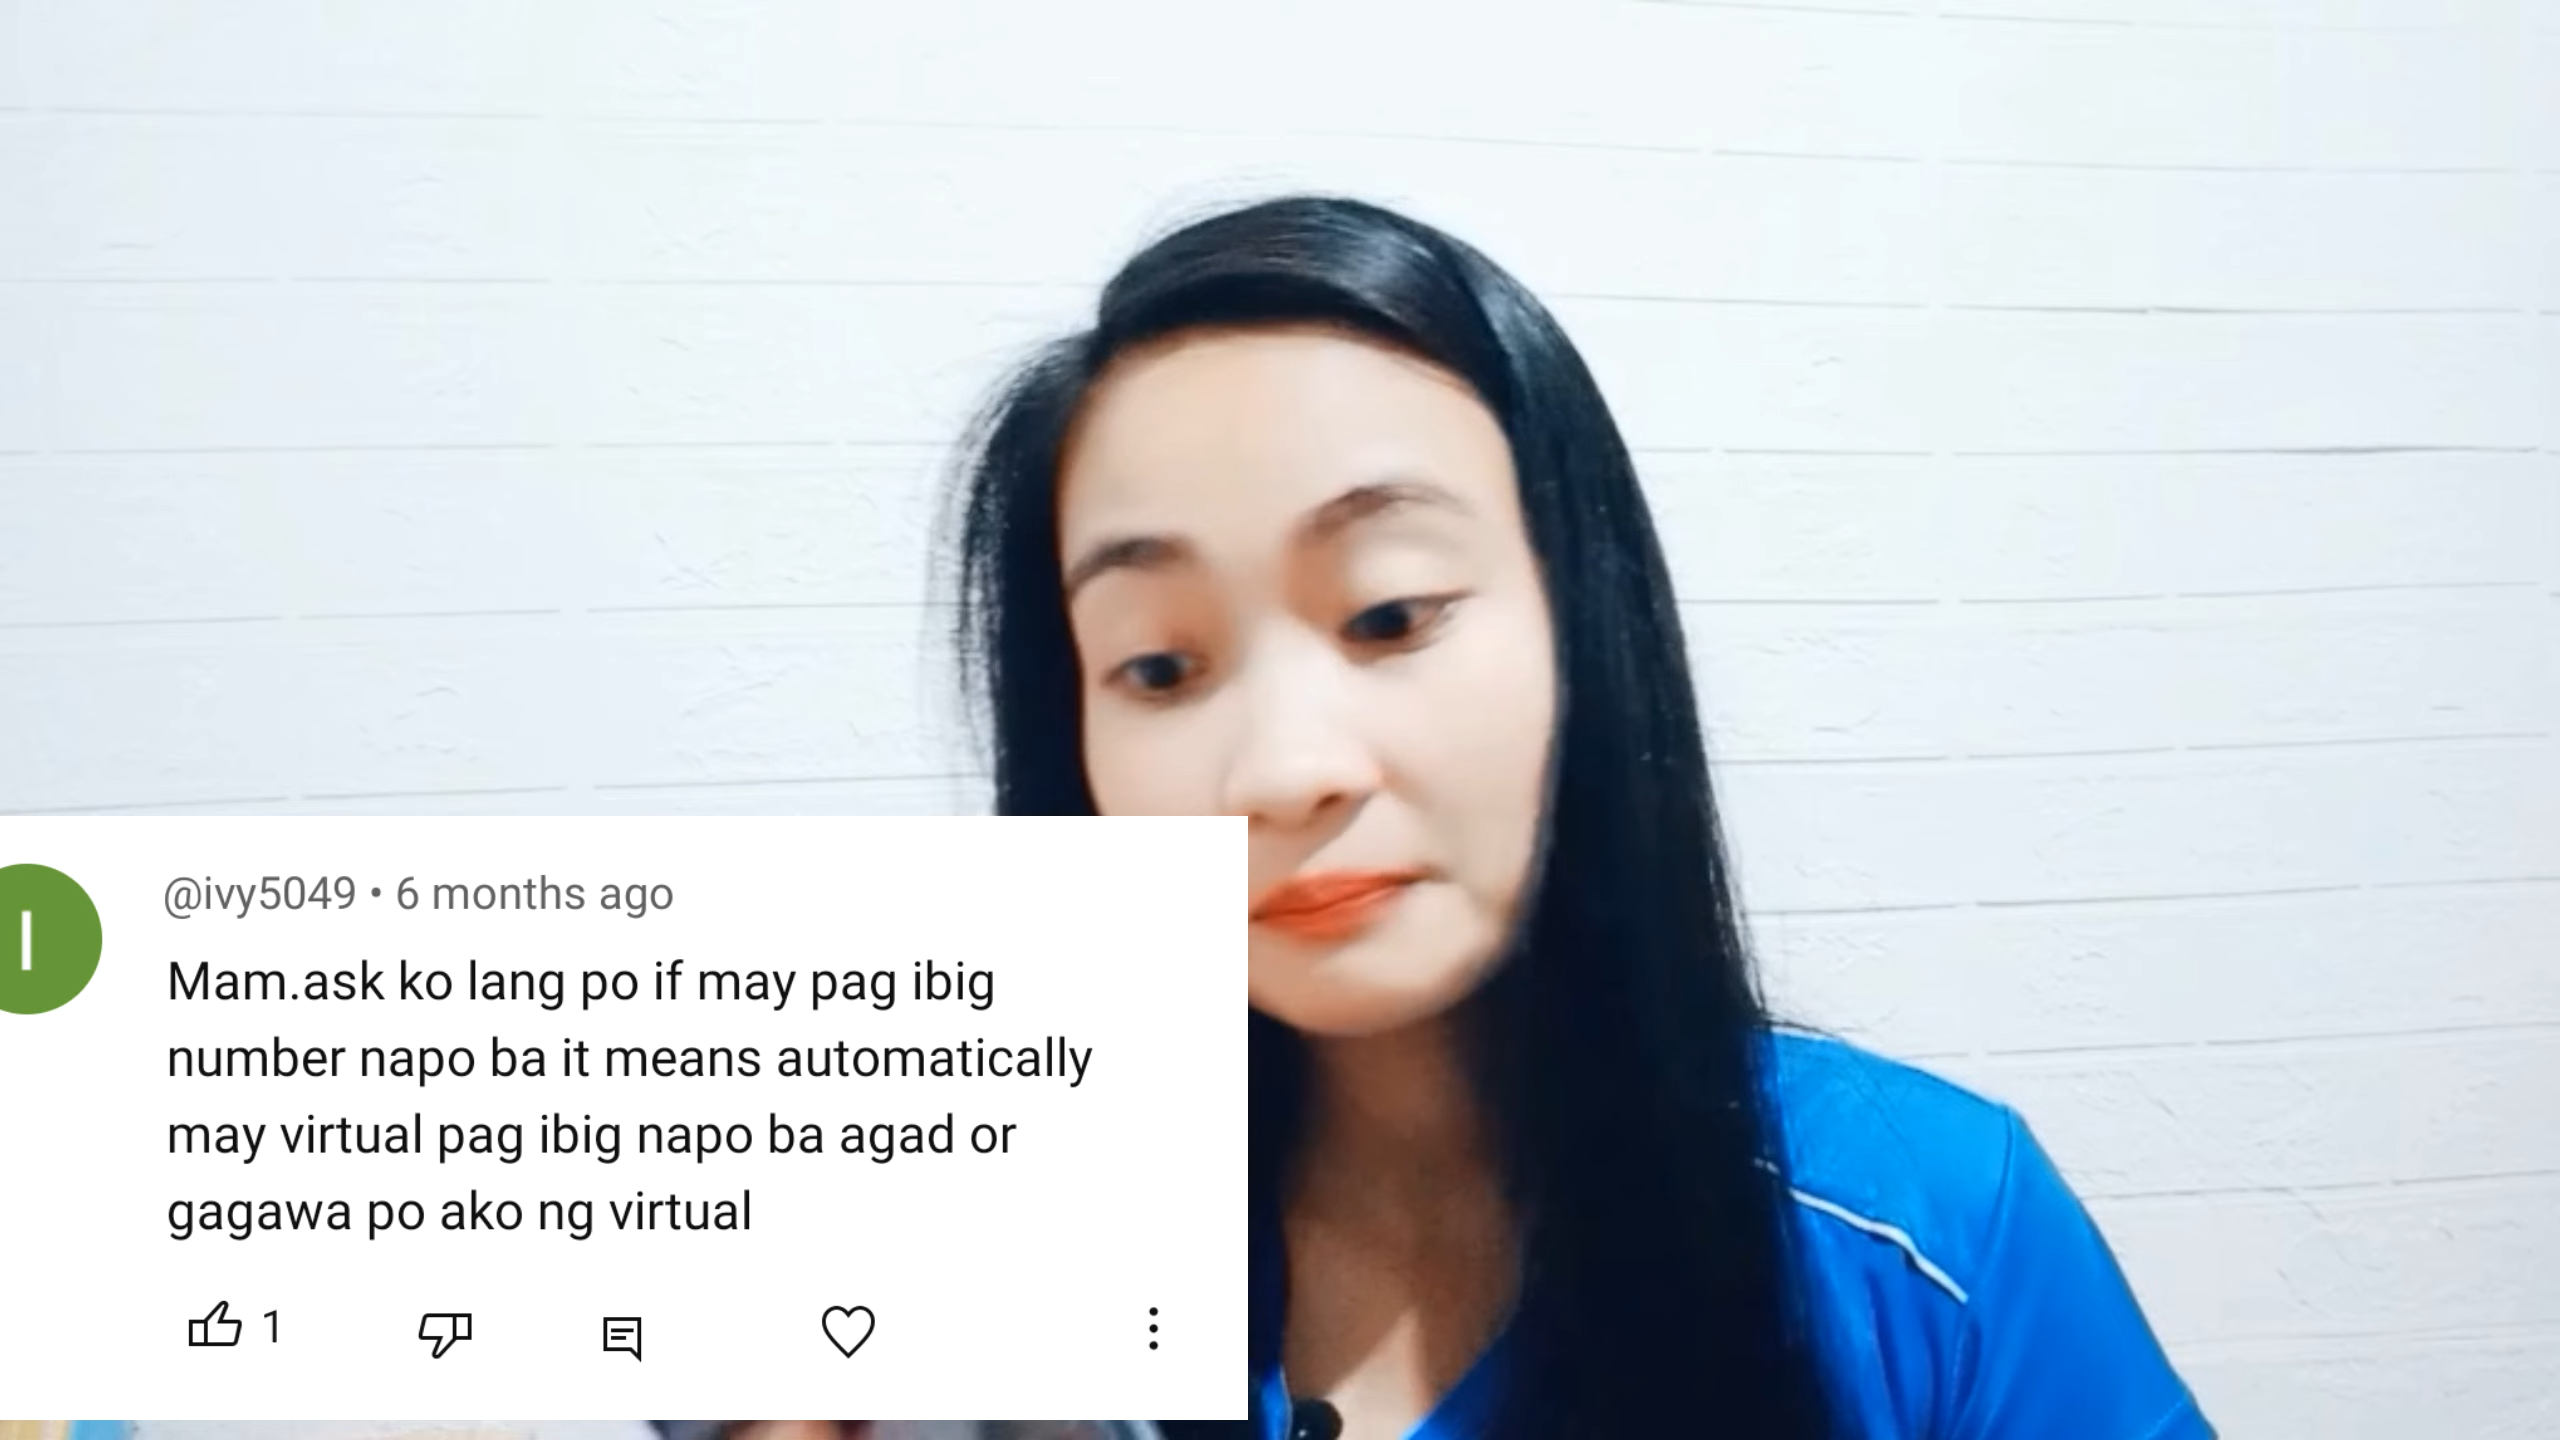 I
@ivy5049 • 6 months ago
Mam.ask ko lang po if may pag ibig
number napo ba it means automatically
may virtual pag ibig napo ba agad or
gagawa po ako ng virtual
1